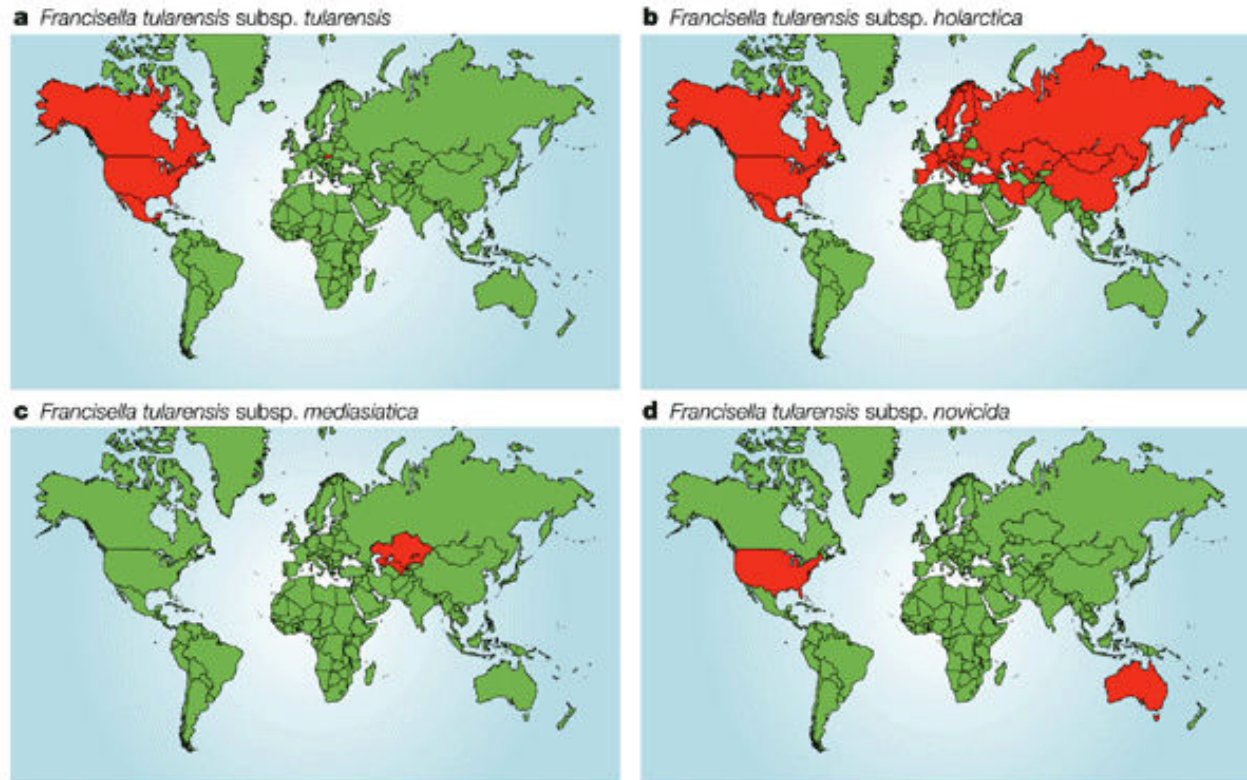 a Francisella tularensis subsp. tularensis
b Francisella tularensis subsp. holarctica
c Francisella tularensis subsp. mediasiatica
d Francisella tularensis subsp. novicida